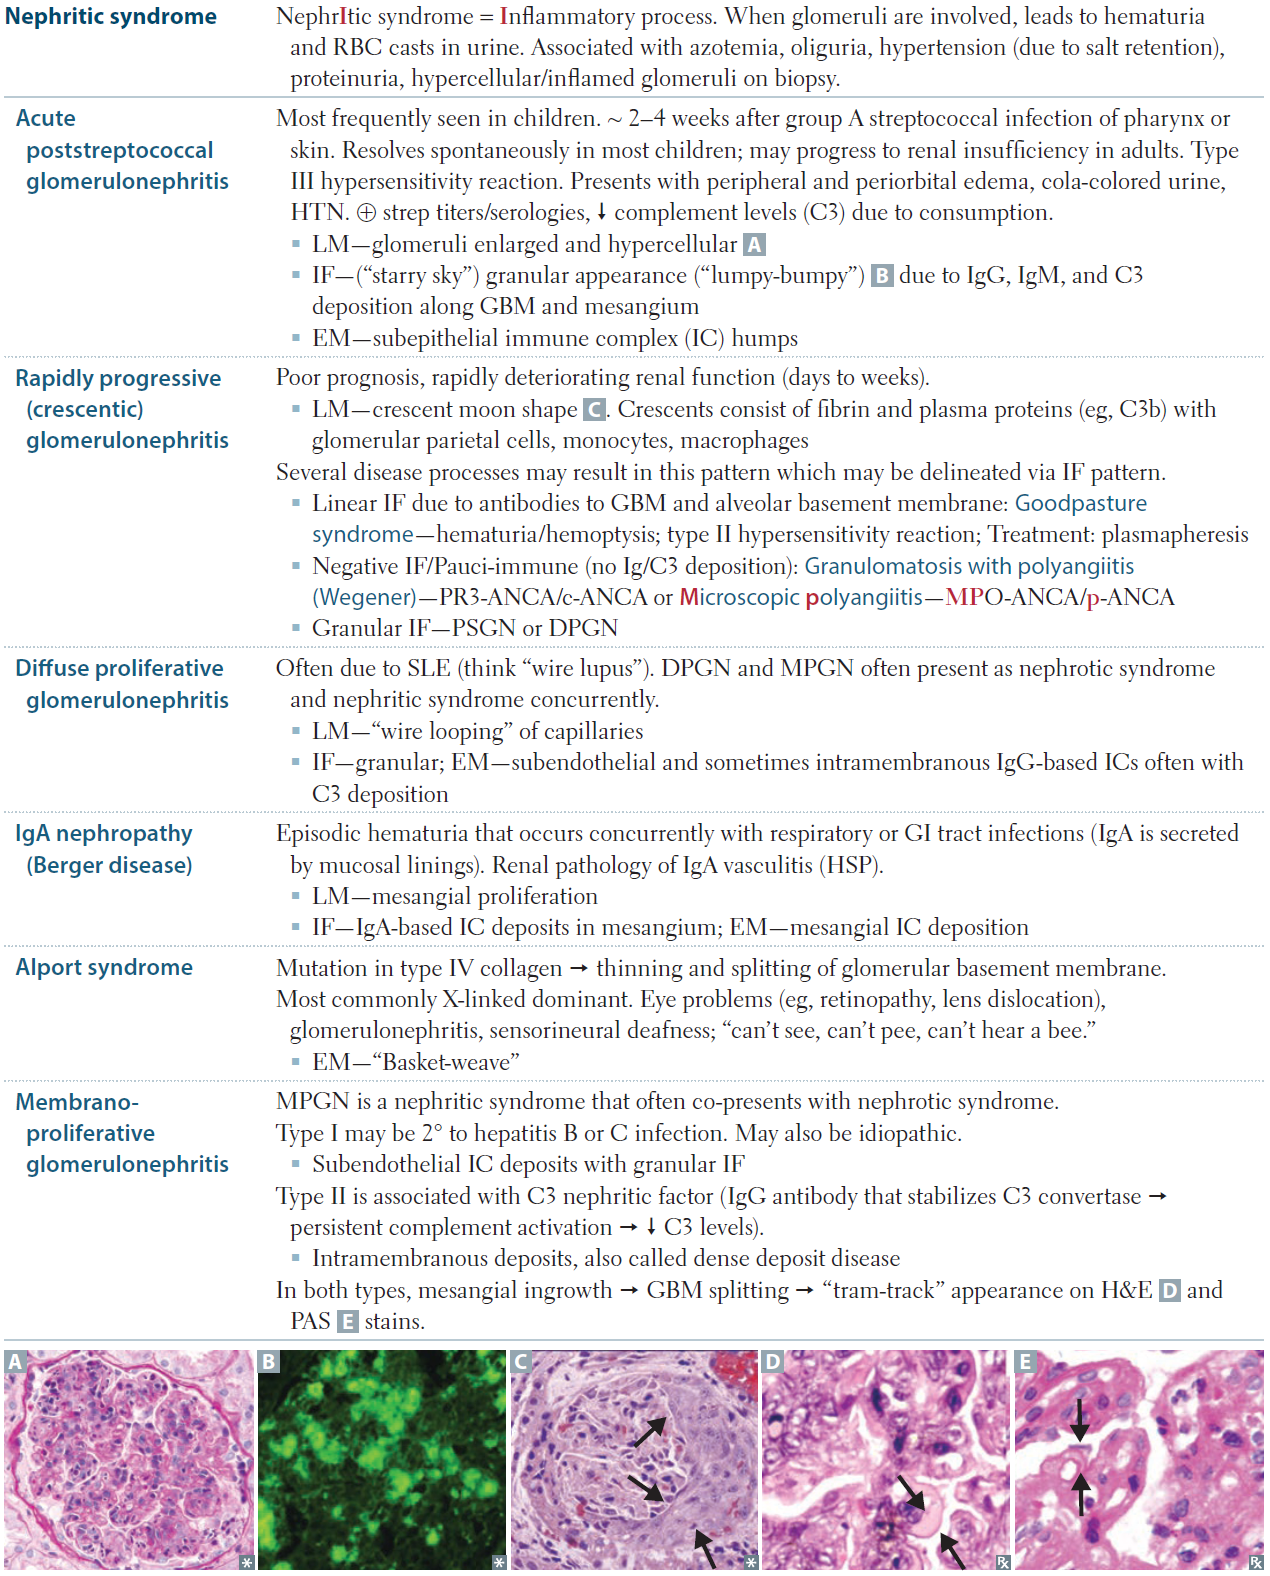 Nephritic syndrome
NephrItic syndrome = Inflammatory process. When glomeruli are involved, leads to hematuria
and RBC casts in urine. Associated with azotemia, oliguria, hypertension (due to salt retention),
proteinuria, hypercellular/inflamed glomeruli on biopsy.
Acute
poststreptococcal
glomerulonephritis
Most frequently seen in children. ~ 2–4 weeks after group A streptococcal infection of pharynx or
skin. Resolves spontaneously in most children; may progress to renal insufficiency in adults. Type
III hypersensitivity reaction. Presents with peripheral and periorbital edema, cola-colored urine,
HTN. ⊕ strep titers/serologies, ↓ complement levels (C3) due to consumption.
▪ LM—glomeruli enlarged and hypercellular A
▪ IF—(“starry sky”) granular appearance (“lumpy-bumpy”) B due to IgG, IgM, and C3
deposition along GBM and mesangium
▪ EM—subepithelial immune complex (IC) humps
Rapidly progressive
(crescentic)
glomerulonephritis
Poor prognosis, rapidly deteriorating renal function (days to weeks).
▪ LM—crescent moon shape C. Crescents consist of fibrin and plasma proteins (eg, C3b) with
glomerular parietal cells, monocytes, macrophages
Several disease processes may result in this pattern which may be delineated via IF pattern.
▪ Linear IF due to antibodies to GBM and alveolar basement membrane: Goodpasture
syndrome—hematuria/hemoptysis; type II hypersensitivity reaction; Treatment: plasmapheresis
▪ Negative IF/Pauci-immune (no Ig/C3 deposition): Granulomatosis with polyangiitis
(Wegener)—PR3-ANCA/c-ANCA or Microscopic polyangiitis—MPO-ANCA/p-ANCA
▪ Granular IF—PSGN or DPGN
Diffuse proliferative
glomerulonephritis
Often due to SLE (think “wire lupus”). DPGN and MPGN often present as nephrotic syndrome
and nephritic syndrome concurrently.
▪ LM—“wire looping” of capillaries
▪ IF—granular; EM—subendothelial and sometimes intramembranous IgG-based ICs often with
C3 deposition
IgA nephropathy
(Berger disease)
Episodic hematuria that occurs concurrently with respiratory or GI tract infections (IgA is secreted
by mucosal linings). Renal pathology of IgA vasculitis (HSP).
▪ LM—mesangial proliferation
▪ IF—IgA-based IC deposits in mesangium; EM—mesangial IC deposition
Alport syndrome
Mutation in type IV collagen → thinning and splitting of glomerular basement membrane.
Most commonly X-linked dominant. Eye problems (eg, retinopathy, lens dislocation),
glomerulonephritis, sensorineural deafness; “can’t see, can’t pee, can’t hear a bee.”
▪ EM—“Basket-weave”
Membrano-
proliferative
glomerulonephritis
MPGN is a nephritic syndrome that often co-presents with nephrotic syndrome.
Type I may be 2° to hepatitis B or C infection. May also be idiopathic.
▪ Subendothelial IC deposits with granular IF
Type II is associated with C3 nephritic factor (IgG antibody that stabilizes C3 convertase →
persistent complement activation → ↓ C3 levels).
▪ Intramembranous deposits, also called dense deposit disease
In both types, mesangial ingrowth → GBM splitting → “tram-track” appearance on H&E D and
PAS E stains.
A B C D E
* * * ℞ ℞